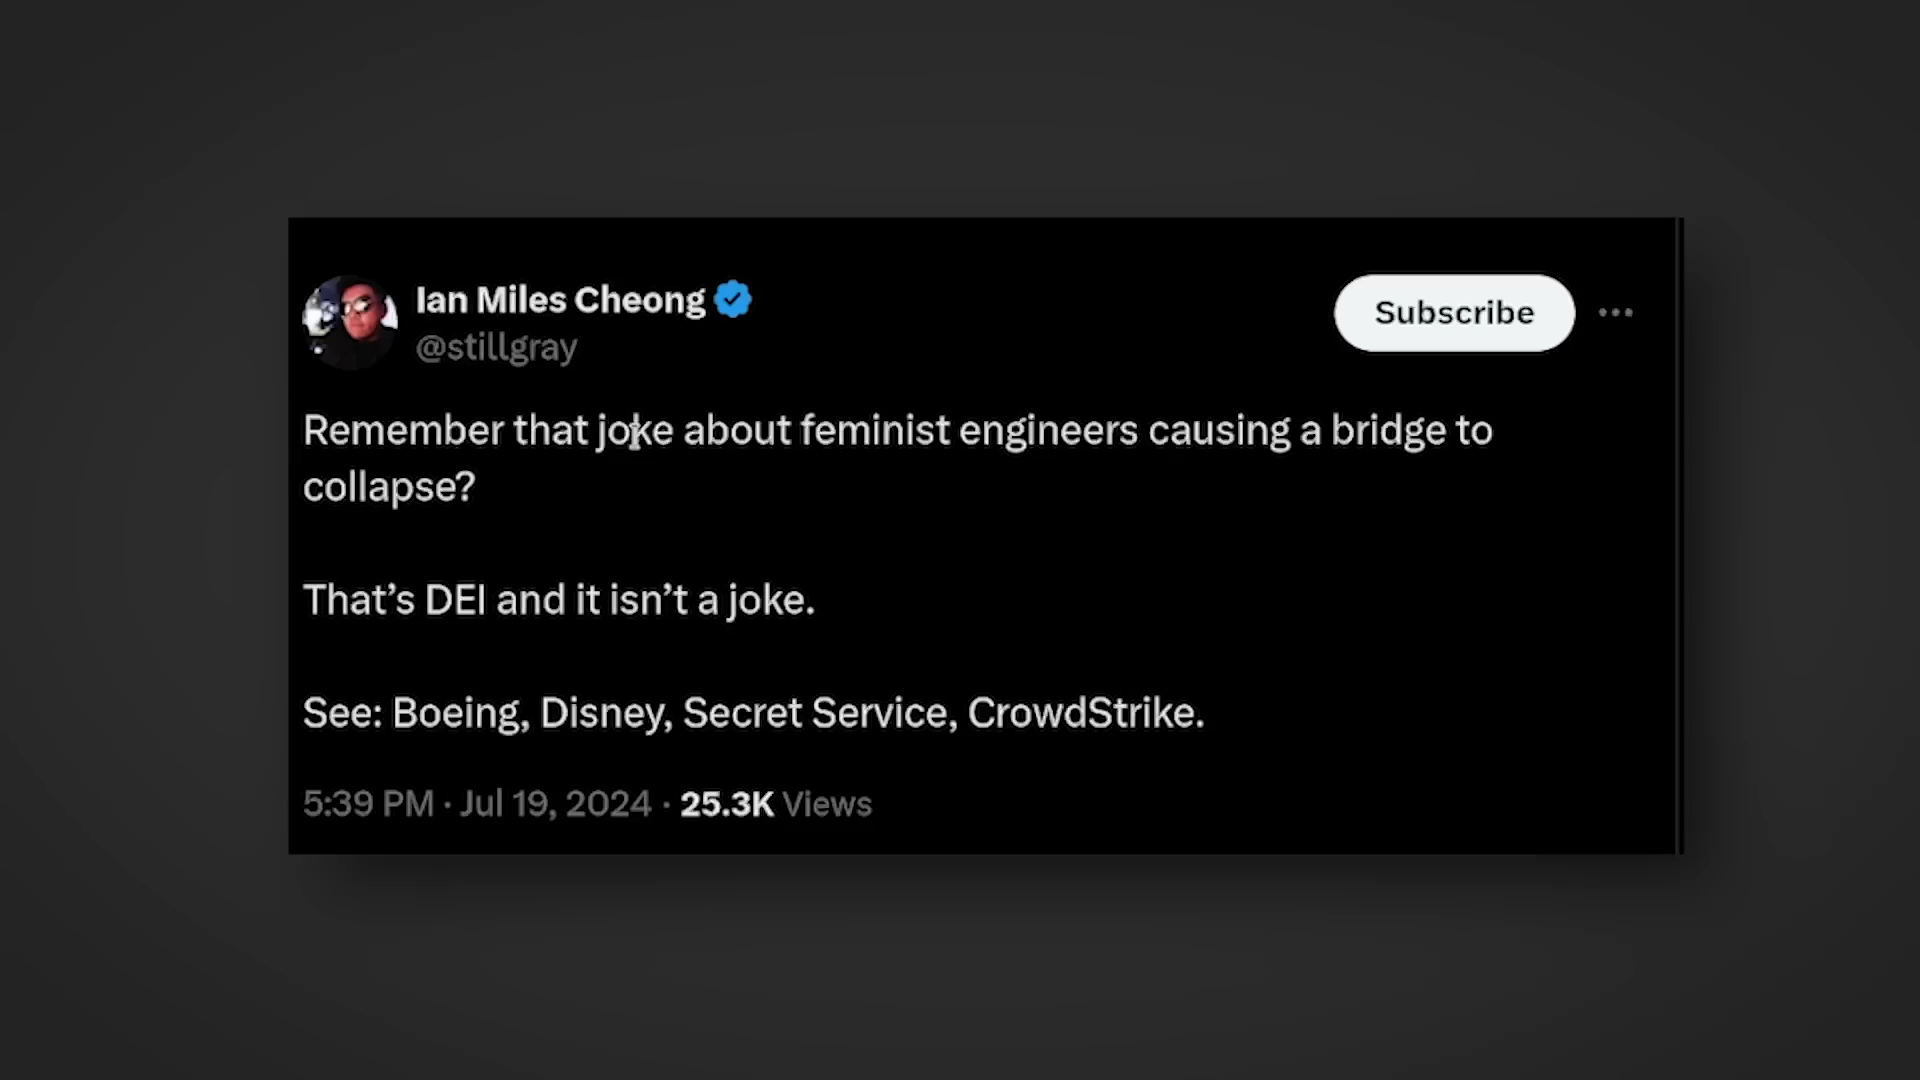 Ian Miles Cheong
@stillgray
Subscribe
Remember that joke about feminist engineers causing a bridge to
collapse?
That’s DEI and it isn’t a joke.
See: Boeing, Disney, Secret Service, CrowdStrike.
5:39 PM · Jul 19, 2024 · 25.3K Views